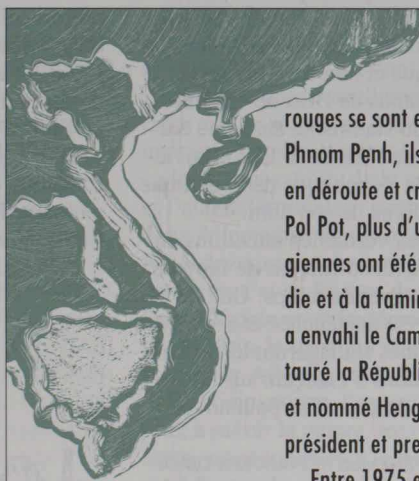 rouges se sont e
Phnom Penh, ils
en déroute et cr
Pol Pot, plus d'u
giennes ont été
die et à la famin
a envahi le Cam
tauré la Républi
et nommé Heng
président et pre
Entre 1975 e